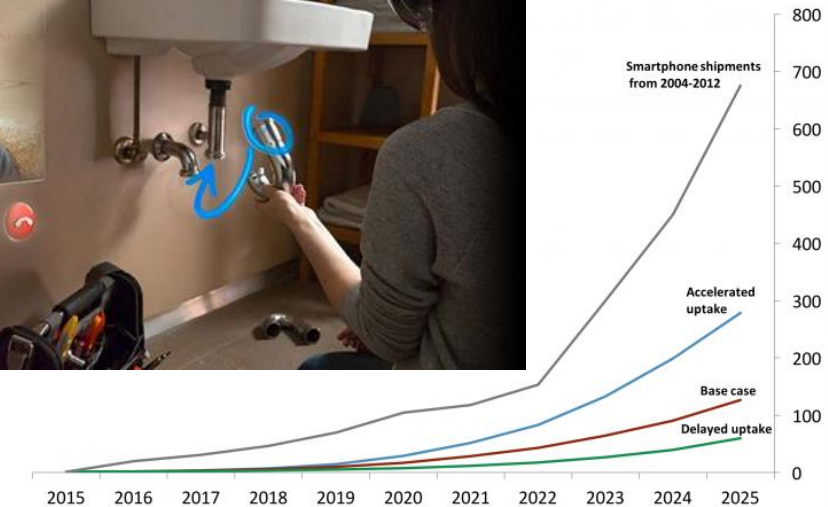 800
Smartphone shipments
from 2004-2012
700
600
500
400
Accelerated
uptake
300
200
Base case
100
Delayed uptake
0
2015 2016 2017 2018 2019 2020 2021 2022 2023 2024 2025